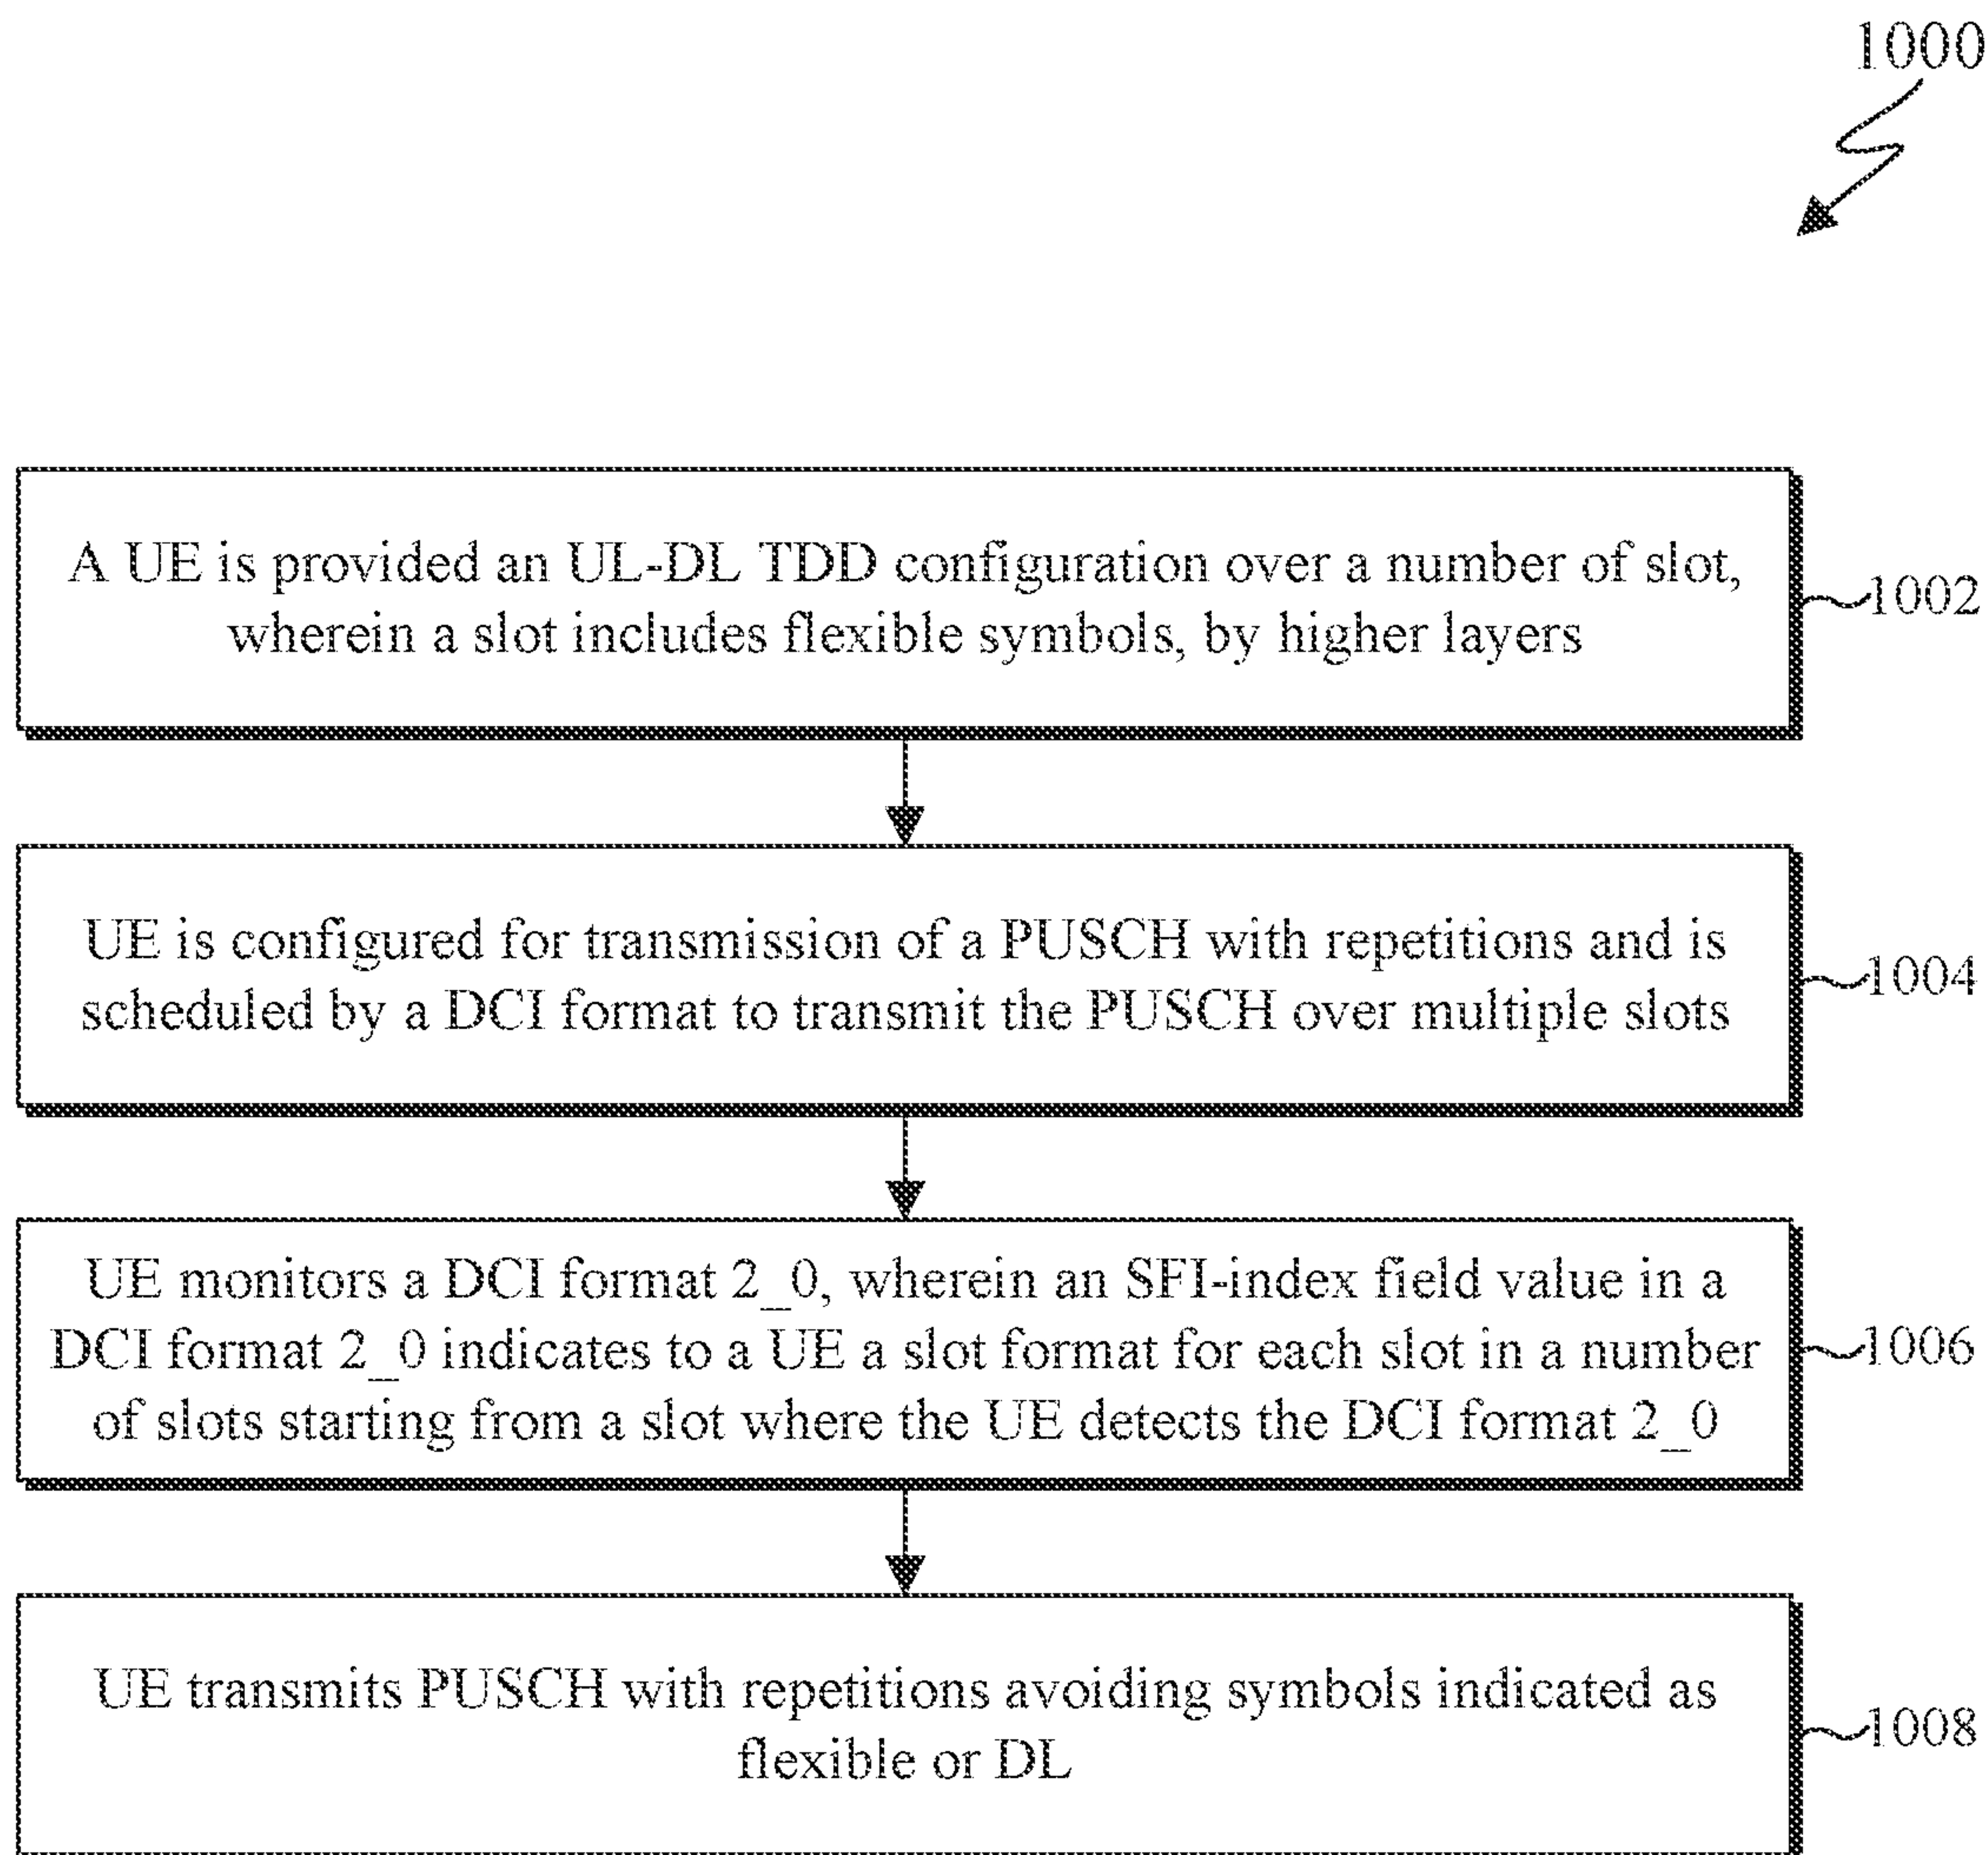 1000
A UE is provided an UL-DL TDD configuration over a number of slot,
wherein a slot includes flexible symbols, by higher layers
1002
UE is configured for transmission of a PUSCH with repetitions and is
scheduled by a DCI format to transmit the PUSCH over multiple slots
1004
UE monitors a DCI format 2_0, wherein an SFI-index field value in a
DCI format 2_0 indicates to a UE a slot format for each slot in a number
of slots starting from a slot where the UE detects the DCI format 2_0
1006
UE transmits PUSCH with repetitions avoiding symbols indicated as
flexible or DL
1008